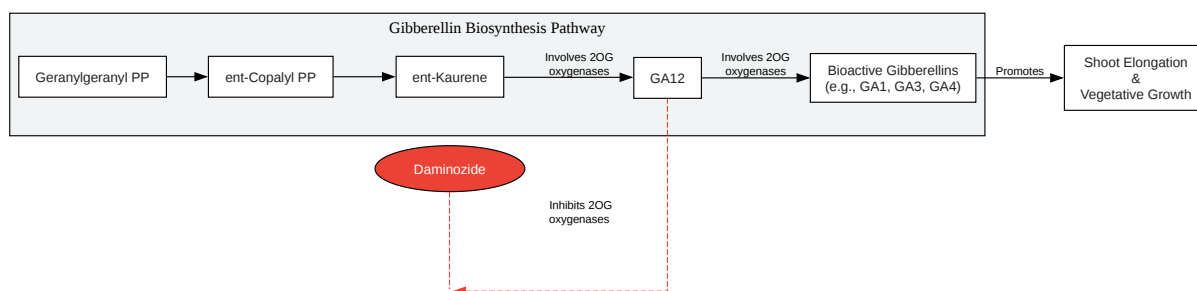 Gibberellin Biosynthesis Pathway
Geranylgeranyl PP
ent-Copalyl PP
ent-Kaurene
Involves 2OG
oxygenases
GA12
Involves 2OG
oxygenases
Bioactive Gibberellins
(e.g., GA1, GA3, GA4)
Promotes
Shoot Elongation
&
Vegetative Growth
Daminozide
Inhibits 2OG
oxygenases